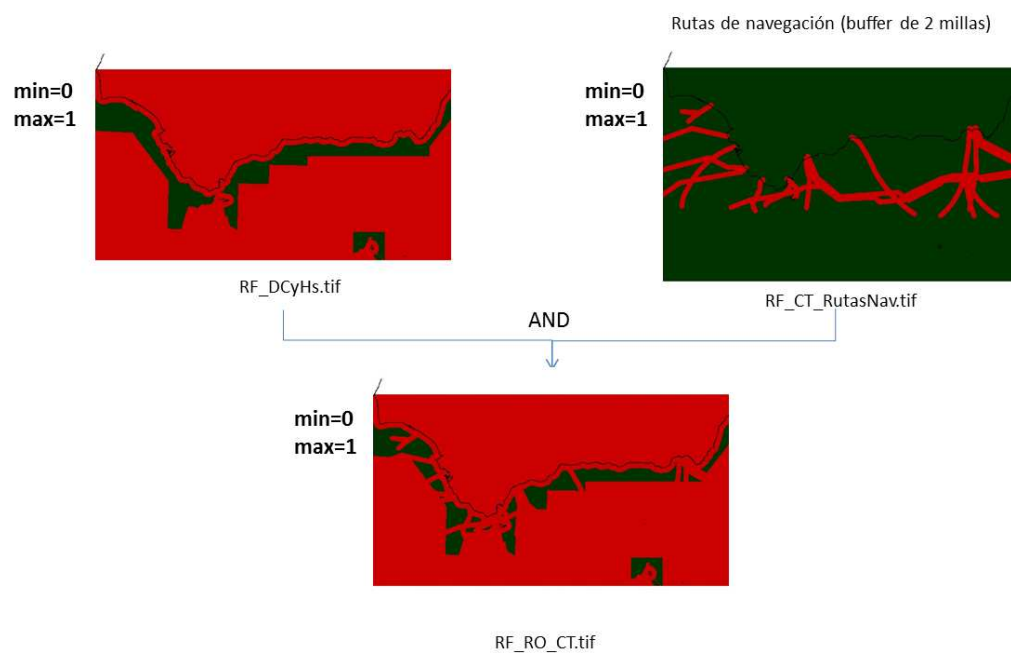 Rutas de navegación (buffer de 2 millas)
min=0
max=1
min=0
max=1
RF_DCyHs.tif
RF_CT_RutasNav.tif
AND
min=0
max=1
RF_RO_CT.tif